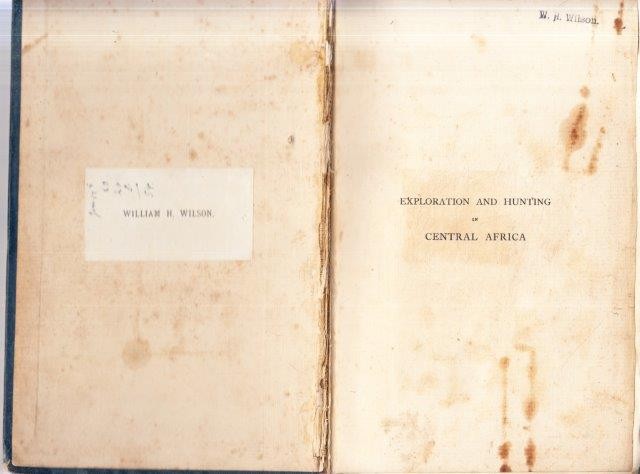 WILLIAM H. WILSON.
W. H. Wilson.
EXPLORATION AND HUNTING
IN
CENTRAL AFRICA